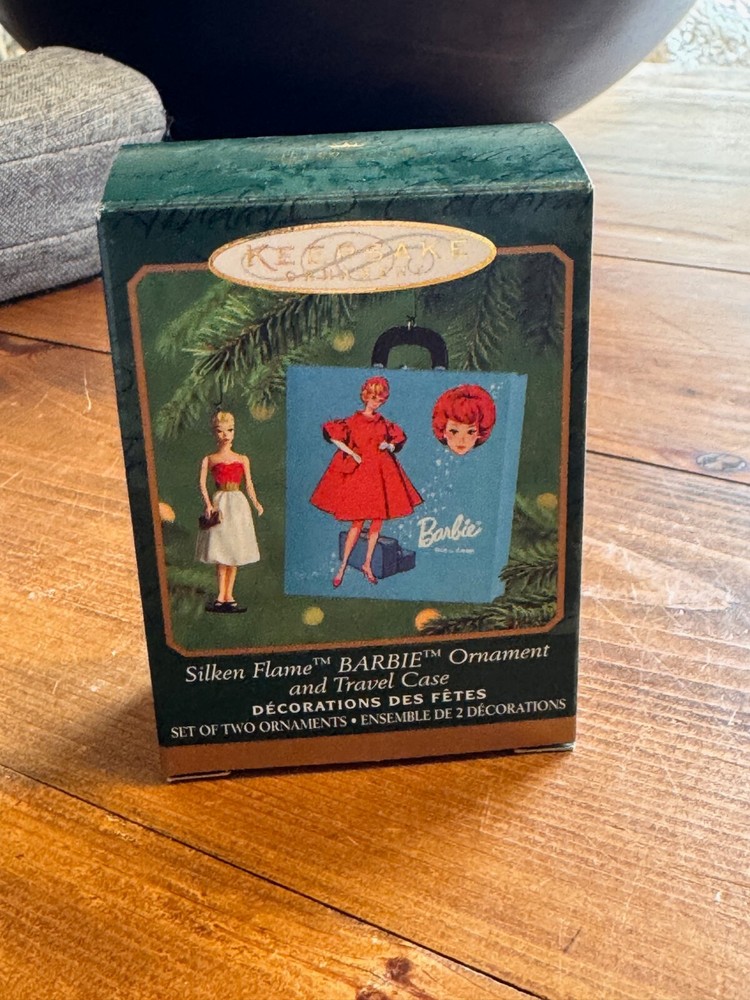 KEEPSAKE
ORNAMENT
Barbie
Silken Flame™ BARBIE™ Ornament
and Travel Case
DÉCORATIONS DES FÊTES
SET OF TWO ORNAMENTS • ENSEMBLE DE 2 DÉCORATIONS